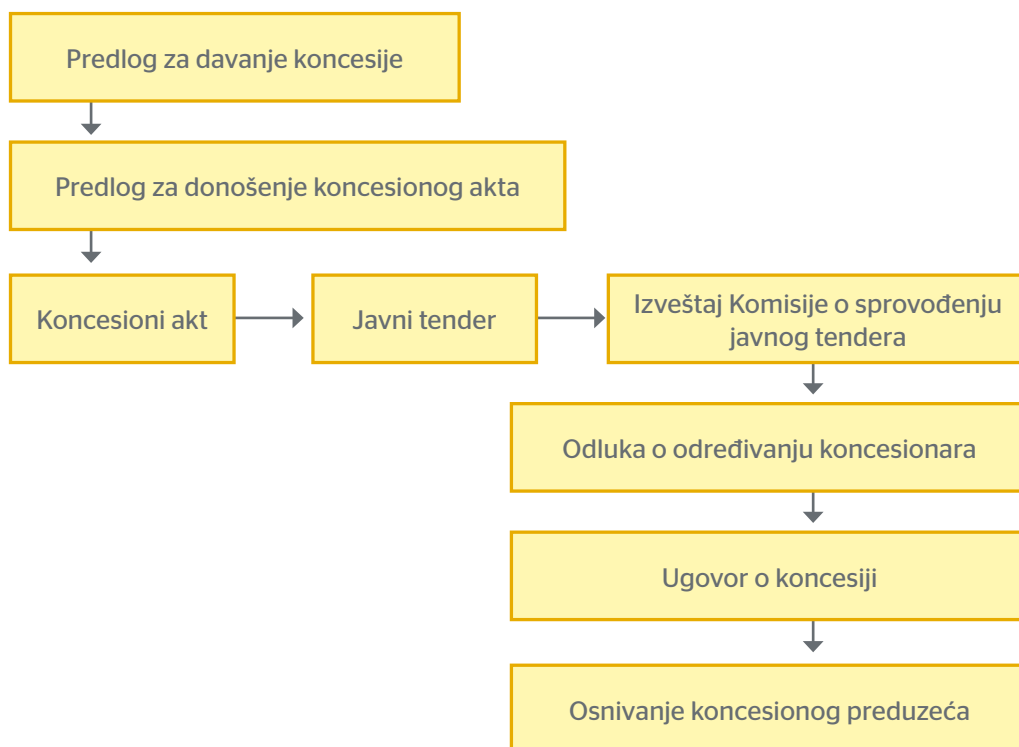 Predlog za davanje koncesije
Predlog za donošenje koncesionog akta
Koncesioni akt
Javni tender
Izveštaj Komisije o sprovođenju
javnog tendera
Odluka o određivanju koncesionara
Ugovor o koncesiji
Osnivanje koncesionog preduzeća